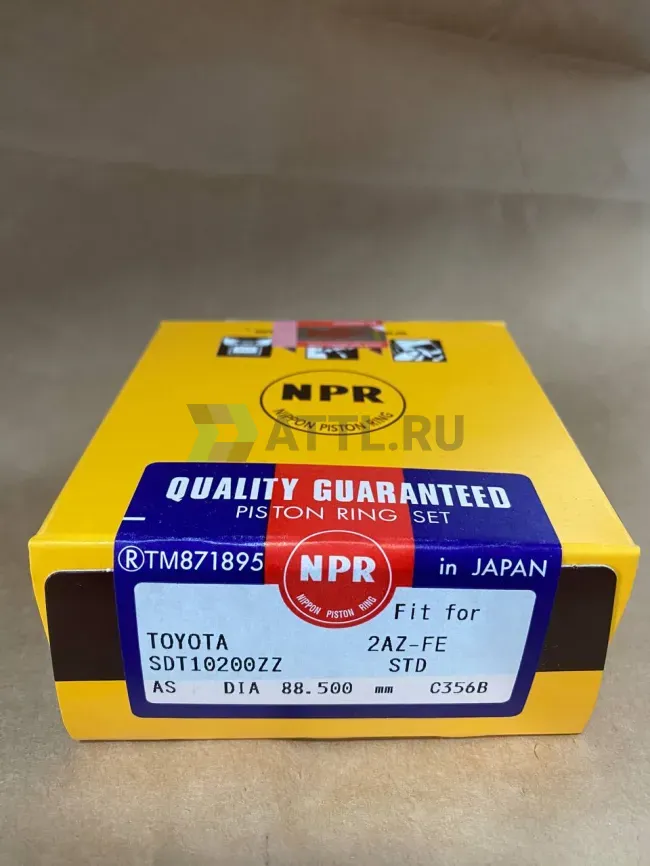 NPR
NIPPON PISTON RING
ATTL.RU
QUALITY GUARANTEED
PISTON RING SET
®TM871895
NPR
NIPPON PISTON RING
in JAPAN
Fit for
TOYOTA 2AZ-FE
SDT10200ZZ STD
AS DIA 88.500 mm C356B